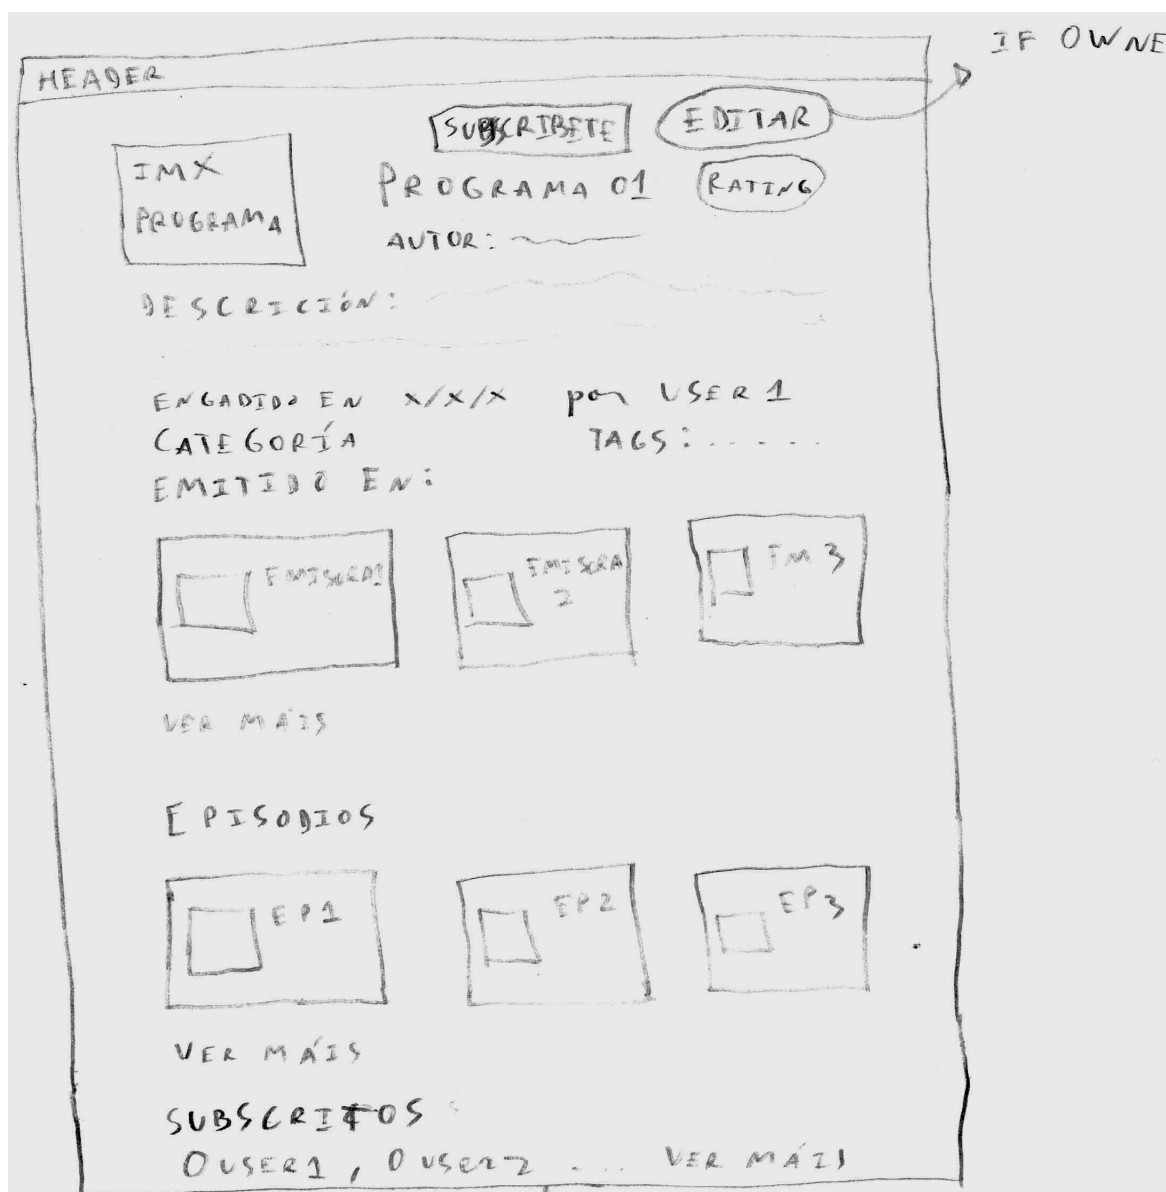 IF OWNE
HEADER
SUBSCRIBETE
EDITAR
IMX
PROGRAMA
PROGRAMA 01
RATING
AUTOR:
DESCRICIÓN:
ENGADIDO EN X/X/X por USER 1
CATEGORÍA TAGS: .....
EMITIDO EN:
EMISORA1
EMISORA
2
EM 3
VER MÁIS
EPISODIOS
EP1
EP2
EP3
VER MÁIS
SUBSCRITOS
O USER1, O USER2 .... VER MÁIS